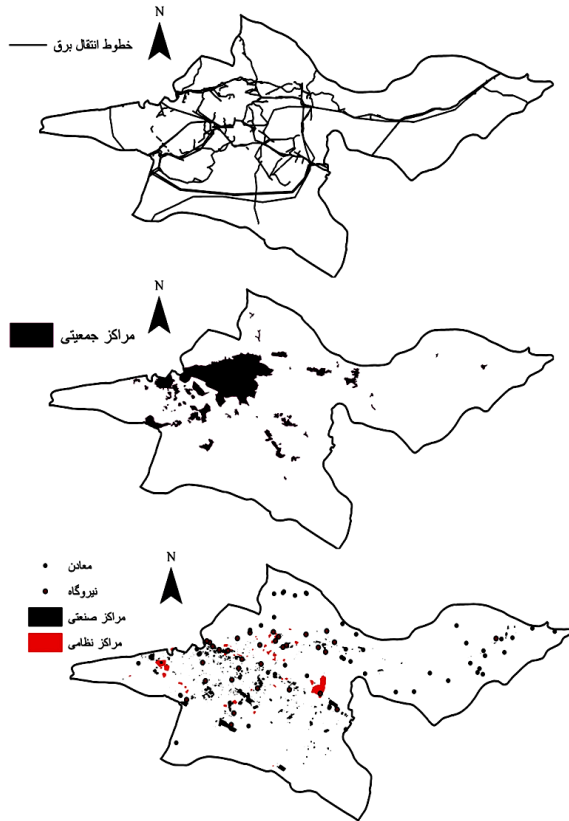 N
خطوط انتقال برق
N
مراکز جمعیتی
N
معادن
نیروگاه
مراکز صنعتی
مراکز نظامی